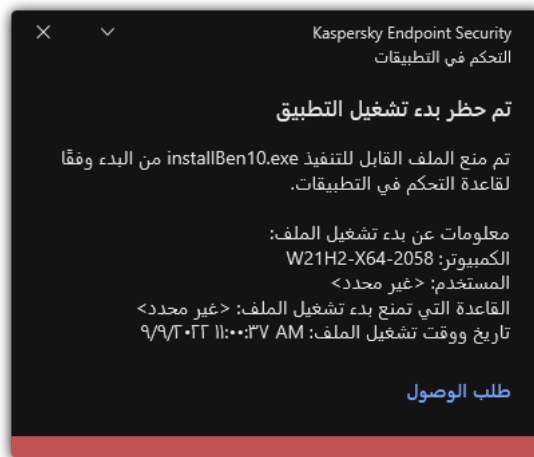 Kaspersky Endpoint Security
التحكم في التطبيقات
تم حظر بدء تشغيل التطبيق
تم منع الملف القابل للتنفيذ installBen10.exe من البدء وفقًا
لقاعدة التحكم في التطبيقات.
معلومات عن بدء تشغيل الملف:
الكمبيوتر: W21H2-X64-2058
المستخدم: <غير محدد>
القاعدة التي تمنع بدء تشغيل الملف: <غير محدد>
تاريخ ووقت تشغيل الملف: ٩/٩/٢٠٢٢ ١١:٠٠:٣٧ AM
طلب الوصول